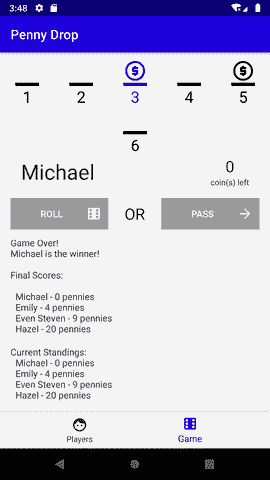 3:48
Penny Drop
$ $
1 2 3 4 5
6
Michael 0
coin(s) left
ROLL OR PASS
Game Over!
Michael is the winner!
Final Scores:
Michael - 0 pennies
Emily - 4 pennies
Even Steven - 9 pennies
Hazel - 20 pennies
Current Standings:
Michael - 0 pennies
Emily - 4 pennies
Even Steven - 9 pennies
Hazel - 20 pennies
Players Game